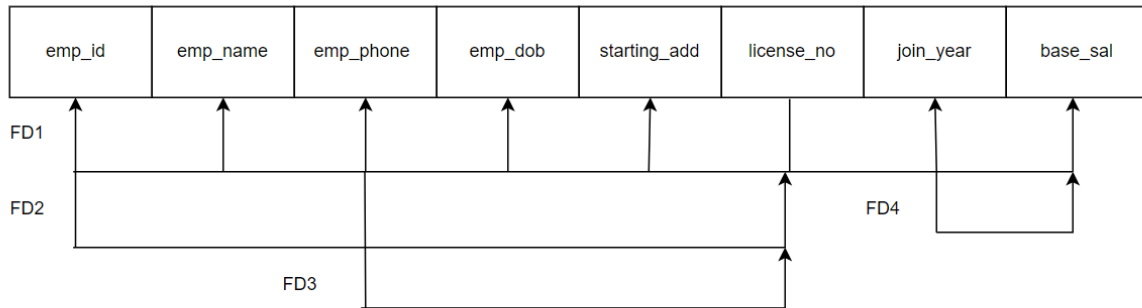 emp_id emp_name emp_phone emp_dob starting_add license_no join_year base_sal
FD1
FD2 FD4
FD3